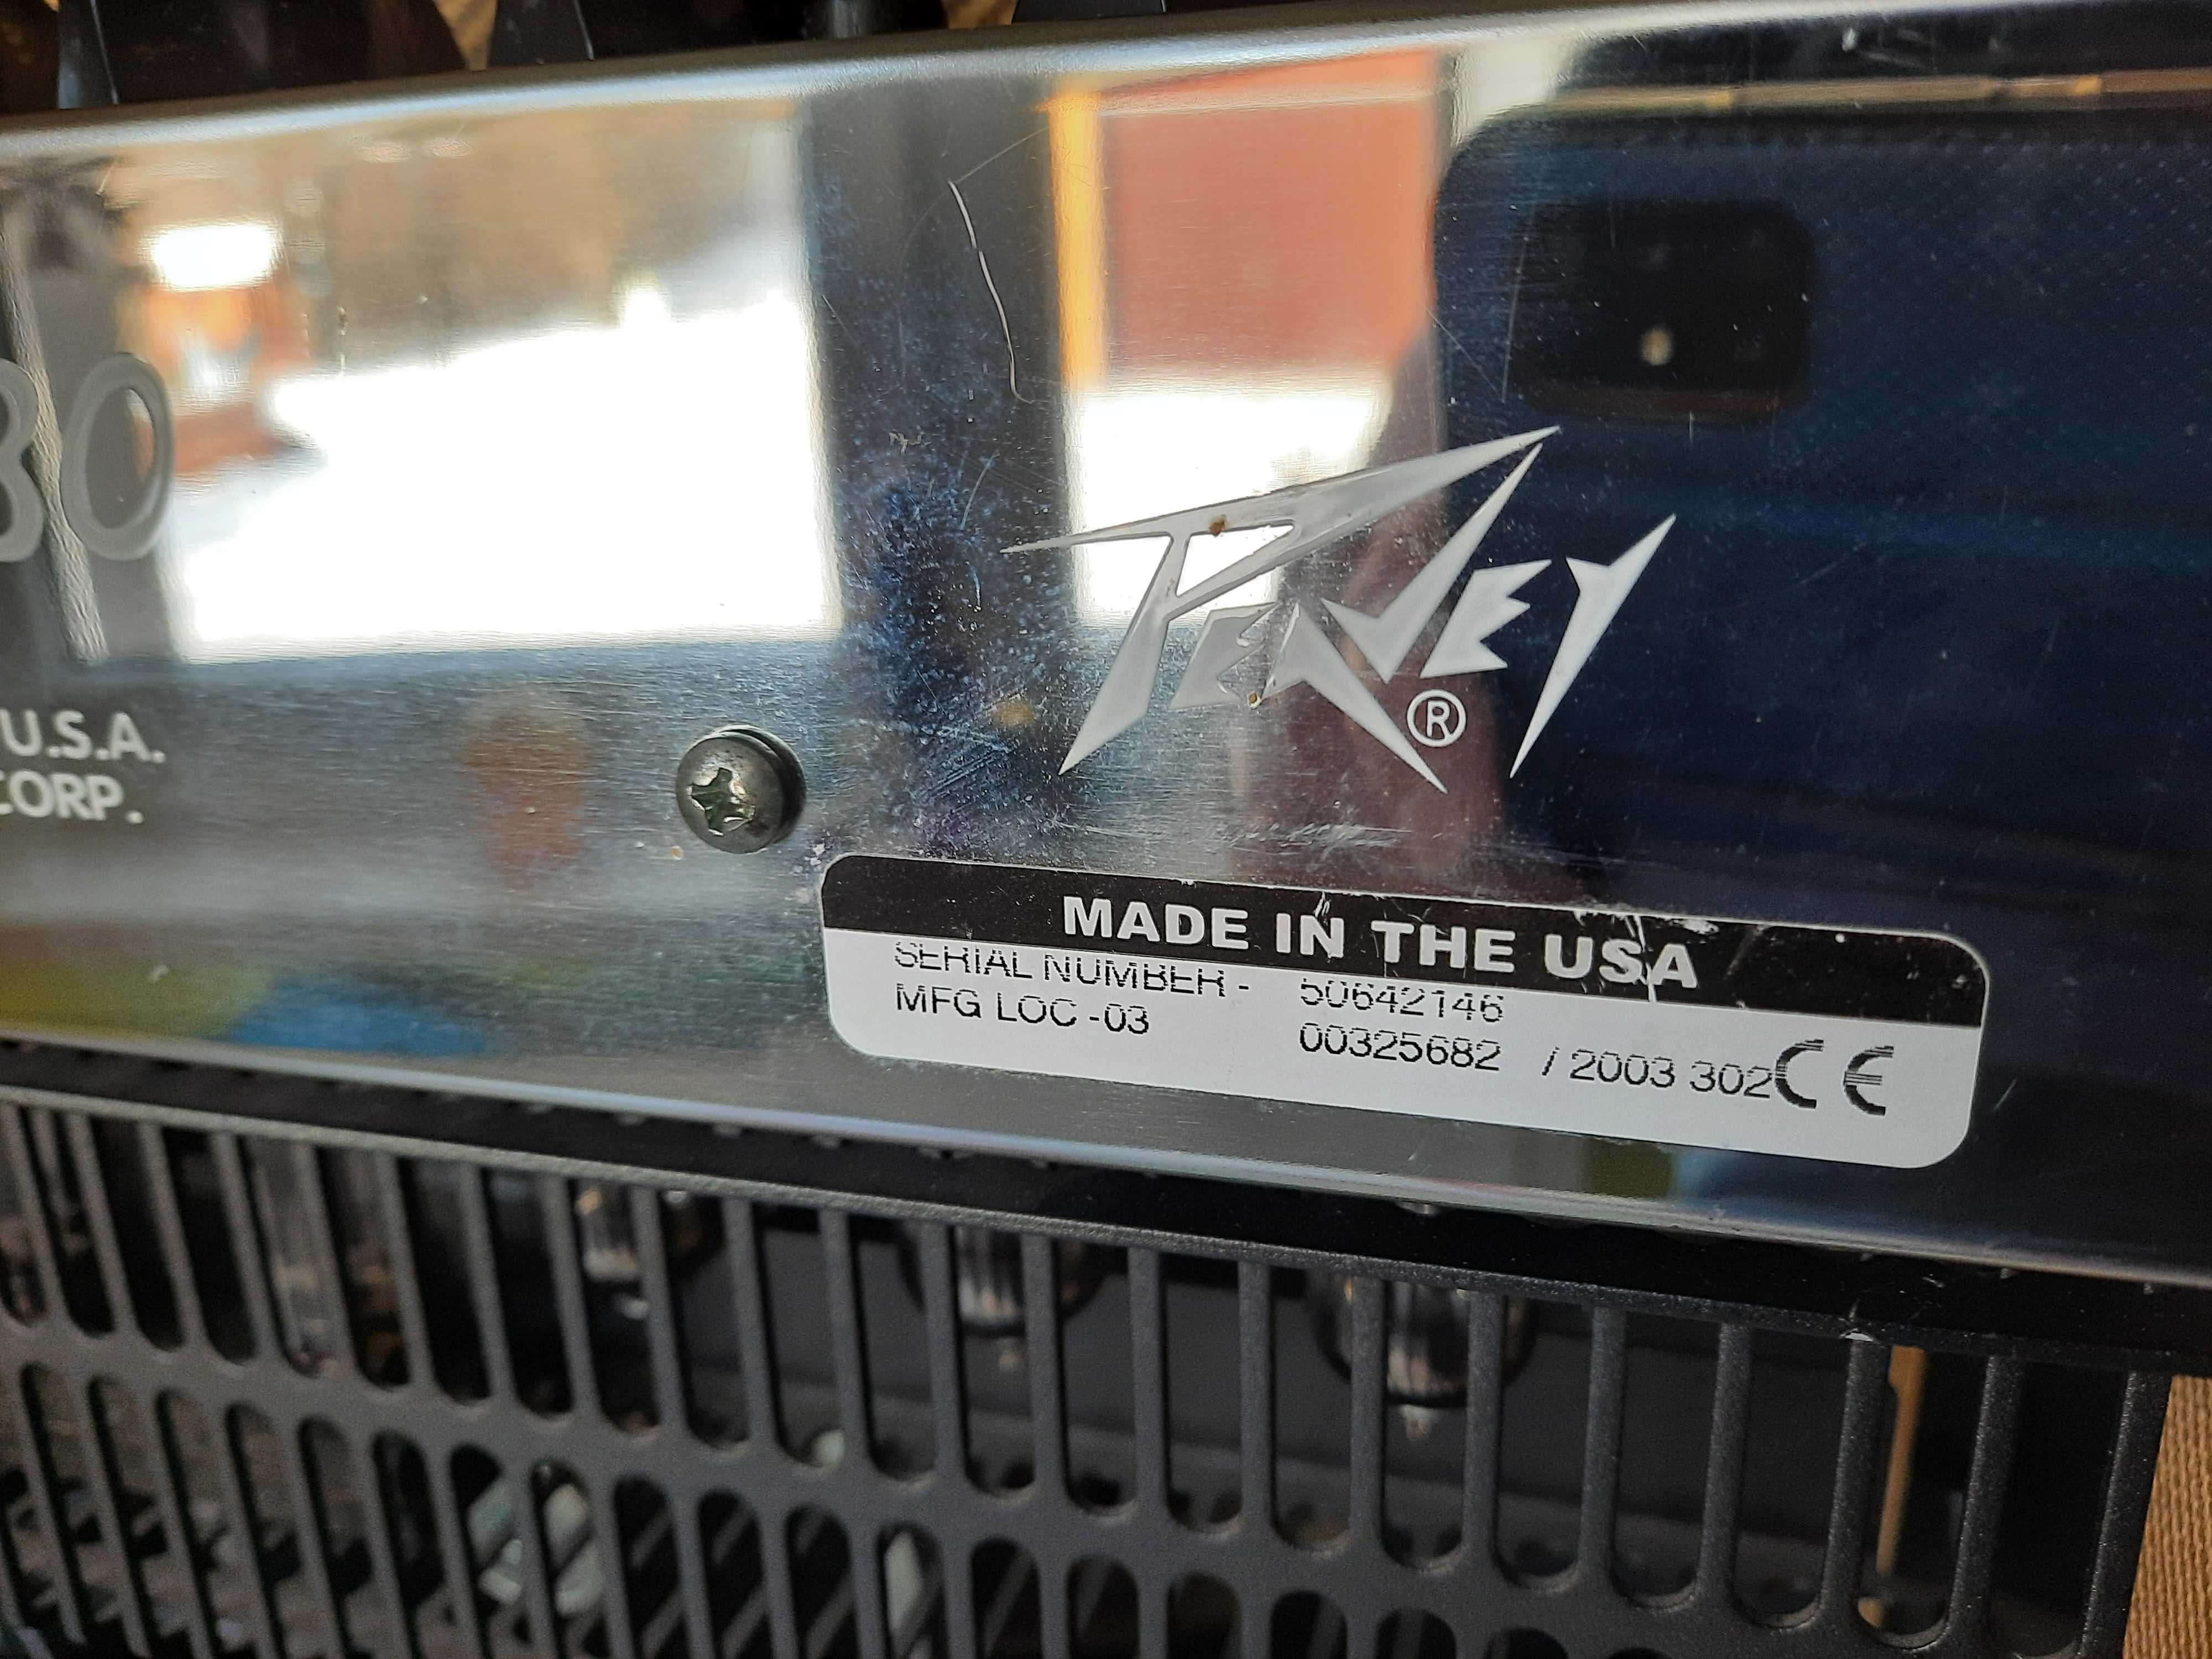 30
U.S.A.
CORP.
PEAVEY®
MADE IN THE USA
SERIAL NUMBER - 50642146
MFG LOC -03 00325682 / 2003 302 CE